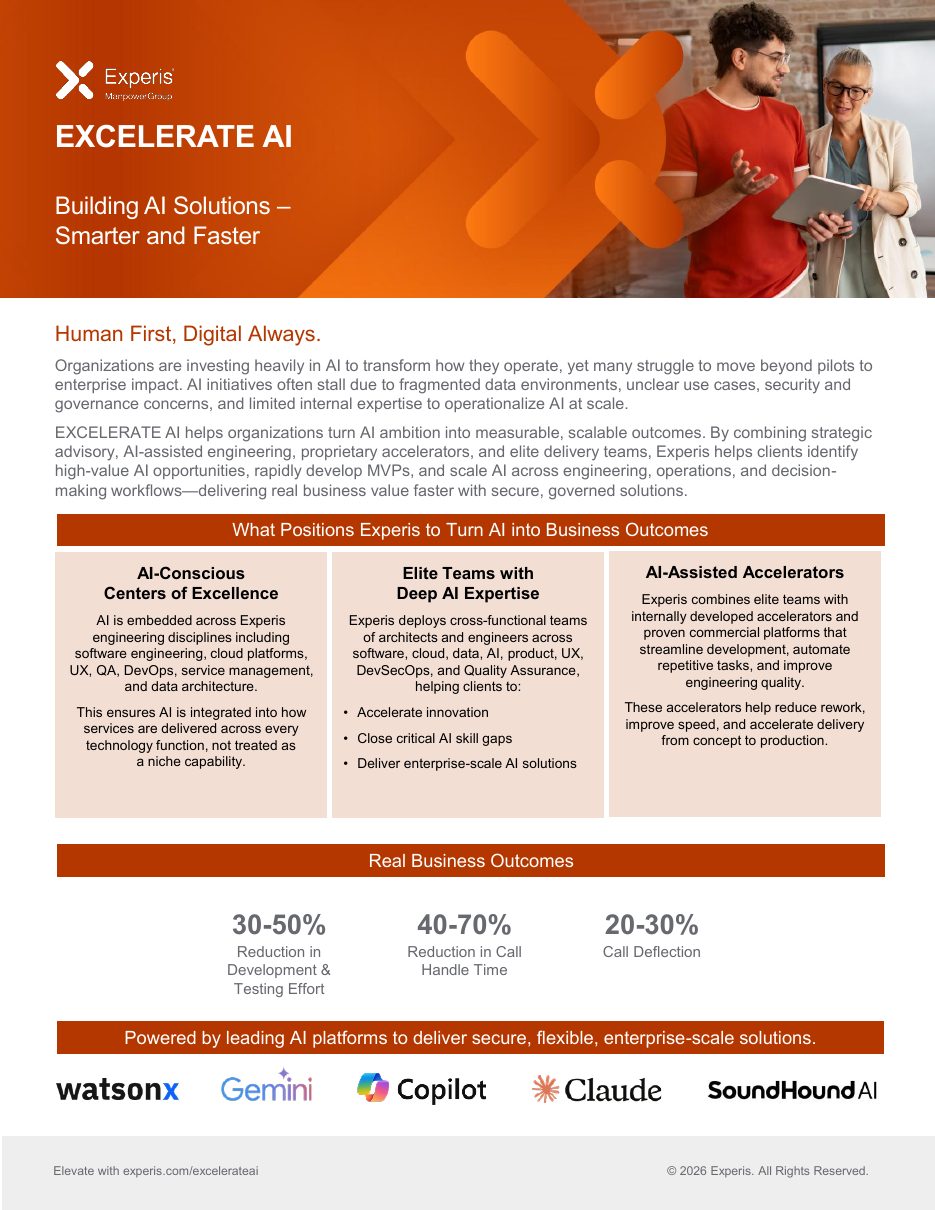 Experis
ManpowerGroup
EXCELERATE AI
Building AI Solutions –
Smarter and Faster
Human First, Digital Always.
Organizations are investing heavily in AI to transform how they operate, yet many struggle to move beyond pilots to
enterprise impact. AI initiatives often stall due to fragmented data environments, unclear use cases, security and
governance concerns, and limited internal expertise to operationalize AI at scale.
EXCELERATE AI helps organizations turn AI ambition into measurable, scalable outcomes. By combining strategic
advisory, AI-assisted engineering, proprietary accelerators, and elite delivery teams, Experis helps clients identify
high-value AI opportunities, rapidly develop MVPs, and scale AI across engineering, operations, and decision-
making workflows—delivering real business value faster with secure, governed solutions.
What Positions Experis to Turn AI into Business Outcomes
AI-Conscious
Centers of Excellence
AI is embedded across Experis
engineering disciplines including
software engineering, cloud platforms,
UX, QA, DevOps, service management,
and data architecture.
This ensures AI is integrated into how
services are delivered across every
technology function, not treated as
a niche capability.
Elite Teams with
Deep AI Expertise
Experis deploys cross-functional teams
of architects and engineers across
software, cloud, data, AI, product, UX,
DevSecOps, and Quality Assurance,
helping clients to:
• Accelerate innovation
• Close critical AI skill gaps
• Deliver enterprise-scale AI solutions
AI-Assisted Accelerators
Experis combines elite teams with
internally developed accelerators and
proven commercial platforms that
streamline development, automate
repetitive tasks, and improve
engineering quality.
These accelerators help reduce rework,
improve speed, and accelerate delivery
from concept to production.
Real Business Outcomes
30-50%
Reduction in
Development &
Testing Effort
40-70%
Reduction in Call
Handle Time
20-30%
Call Deflection
Powered by leading AI platforms to deliver secure, flexible, enterprise-scale solutions.
watsonx
Gemini
Copilot
Claude
SoundHound AI
Elevate with experis.com/excelerateai
© 2026 Experis. All Rights Reserved.